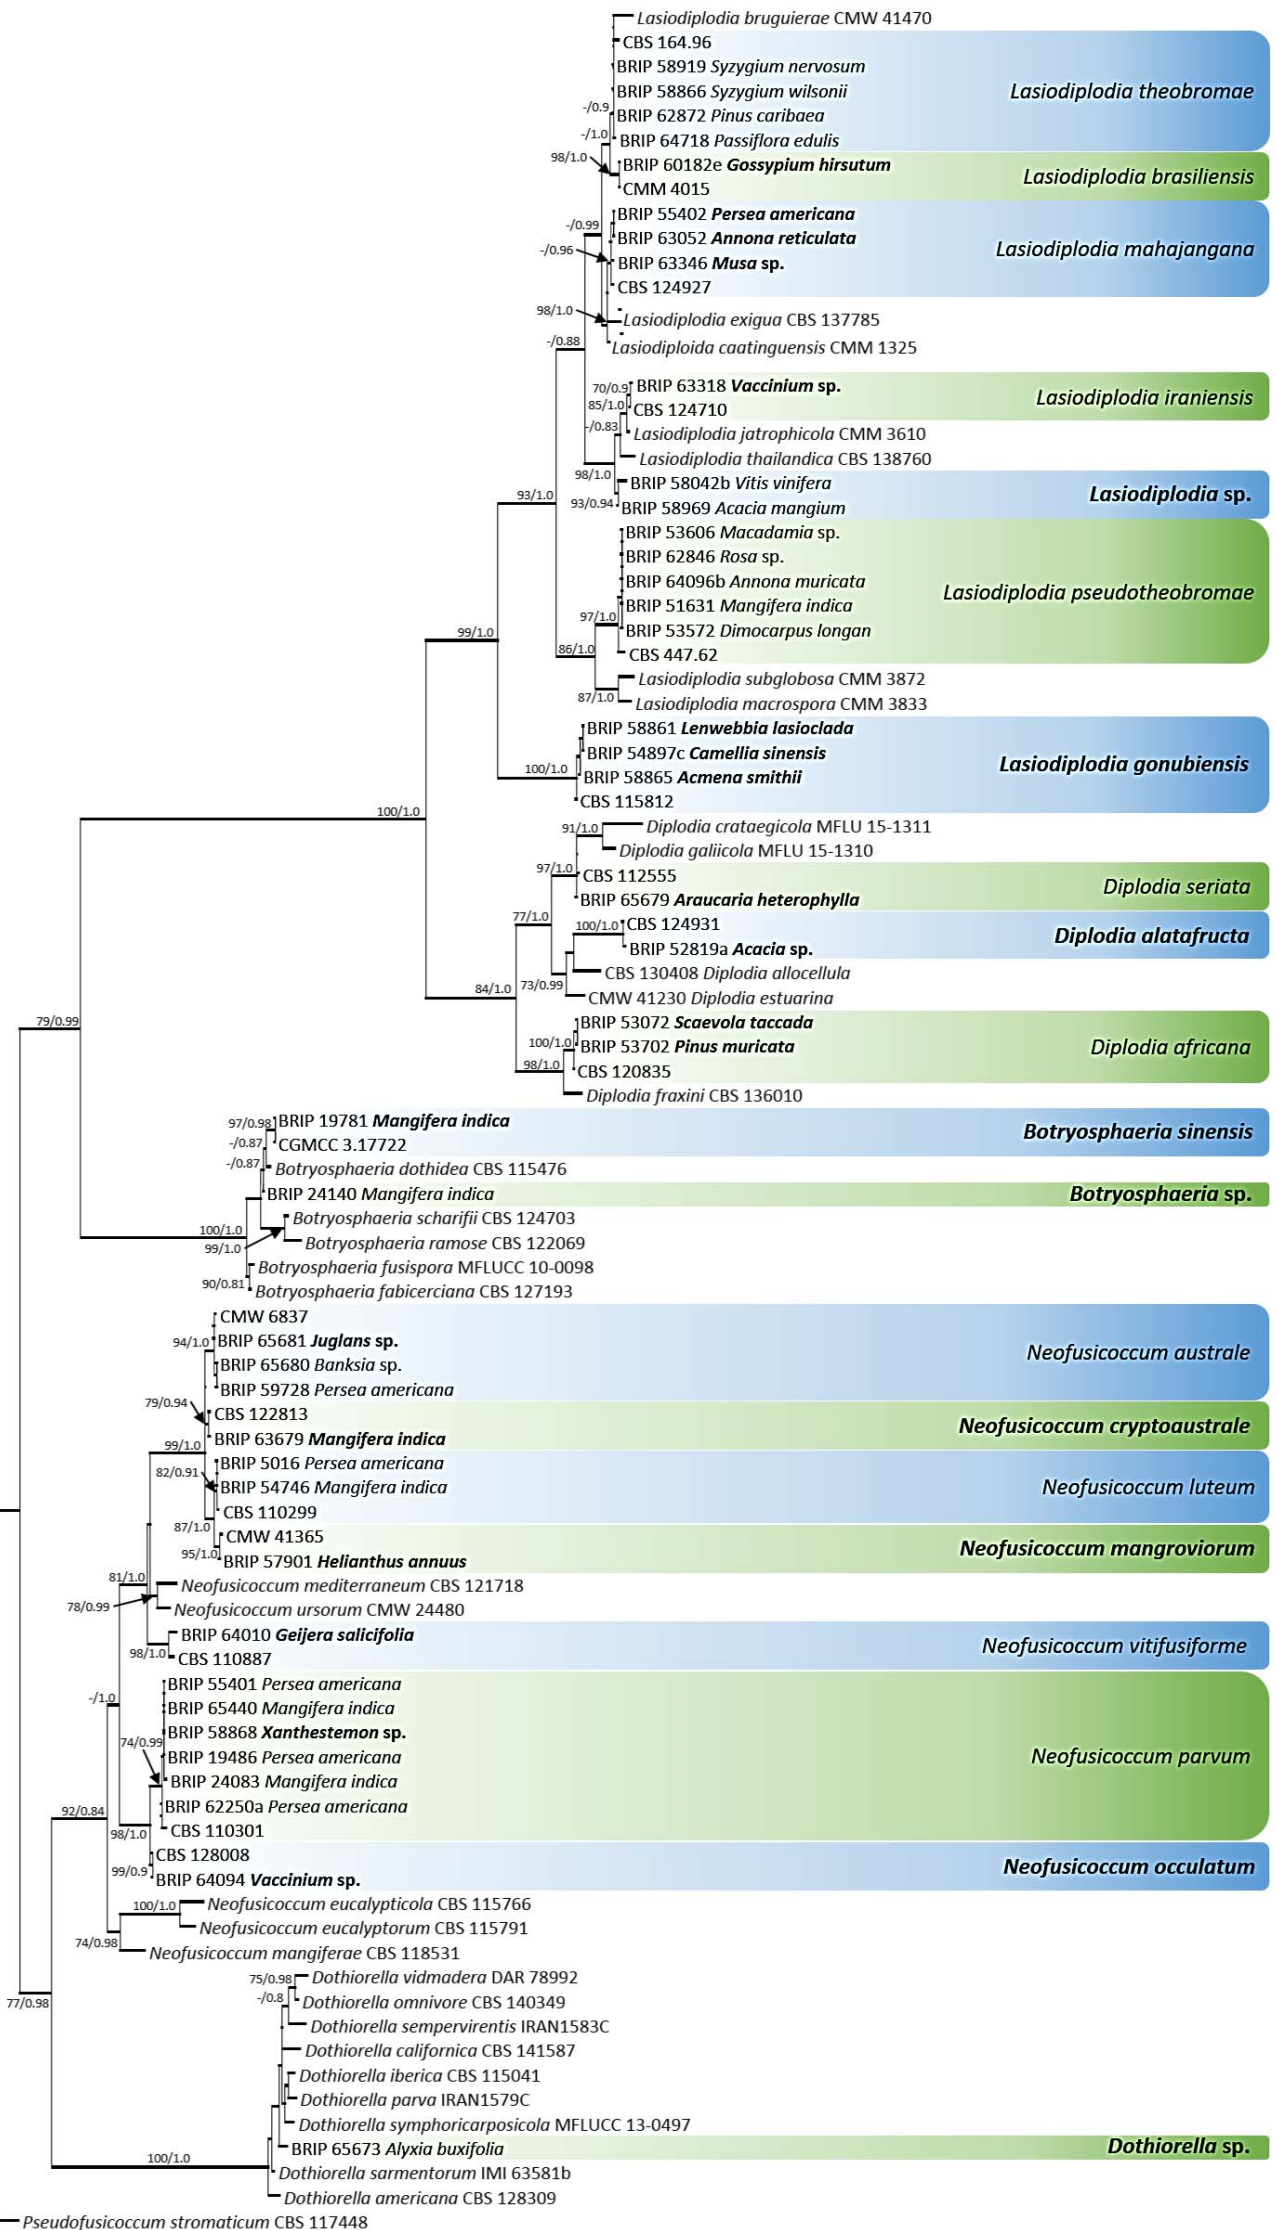 Lasiodiplodia bruguierae CMW 41470
CBS 164.96
BRIP 58919 Syzygium nervosum
Lasiodiplodia theobromae
BRIP 58866 Syzygium wilsonii
-/0.9
BRIP 62872 Pinus caribaea
-/1.0
BRIP 64718 Passiflora edulis
98/1.0
BRIP 60182e Gossypium hirsutum
Lasiodiplodia brasiliensis
CMM 4015
BRIP 55402 Persea americana
-/0.99
BRIP 63052 Annona reticulata
Lasiodiplodia mahajangana
-/0.96
BRIP 63346 Musa sp.
CBS 124927
98/1.0
Lasiodiplodia exigua CBS 137785
-/0.88
Lasiodiploida caatinguensis CMM 1325
70/0.9
BRIP 63318 Vaccinium sp.
Lasiodiplodia iraniensis
85/1.0
CBS 124710
-/0.83
Lasiodiplodia jatrophicola CMM 3610
Lasiodiplodia thailandica CBS 138760
98/1.0
BRIP 58042b Vitis vinifera
Lasiodiplodia sp.
93/1.0
93/0.94
BRIP 58969 Acacia mangium
BRIP 53606 Macadamia sp.
BRIP 62846 Rosa sp.
BRIP 64096b Annona muricata
Lasiodiplodia pseudotheobromae
97/1.0
BRIP 51631 Mangifera indica
99/1.0
BRIP 53572 Dimocarpus longan
86/1.0
CBS 447.62
Lasiodiplodia subglobosa CMM 3872
87/1.0
Lasiodiplodia macrospora CMM 3833
BRIP 58861 Lenwebbia lasioclada
BRIP 54897c Camellia sinensis
Lasiodiplodia gonubiensis
100/1.0
BRIP 58865 Acmena smithii
CBS 115812
100/1.0
91/1.0
Diplodia crataegicola MFLU 15-1311
Diplodia galiicola MFLU 15-1310
97/1.0
CBS 112555
Diplodia seriata
BRIP 65679 Araucaria heterophylla
77/1.0
100/1.0
CBS 124931
Diplodia alatafructa
BRIP 52819a Acacia sp.
CBS 130408 Diplodia allocellula
84/1.0
73/0.99
CMW 41230 Diplodia estuarina
79/0.99
BRIP 53072 Scaevola taccada
100/1.0
BRIP 53702 Pinus muricata
Diplodia africana
98/1.0
CBS 120835
Diplodia fraxini CBS 136010
97/0.98
BRIP 19781 Mangifera indica
Botryosphaeria sinensis
-/0.87
CGMCC 3.17722
-/0.87
Botryosphaeria dothidea CBS 115476
BRIP 24140 Mangifera indica
Botryosphaeria sp.
Botryosphaeria scharifii CBS 124703
100/1.0
99/1.0
Botryosphaeria ramose CBS 122069
Botryosphaeria fusispora MFLUCC 10-0098
90/0.81
Botryosphaeria fabicerciana CBS 127193
CMW 6837
94/1.0
BRIP 65681 Juglans sp.
Neofusicoccum australe
BRIP 65680 Banksia sp.
BRIP 59728 Persea americana
79/0.94
CBS 122813
Neofusicoccum cryptoaustrale
99/1.0
BRIP 63679 Mangifera indica
BRIP 5016 Persea americana
82/0.91
BRIP 54746 Mangifera indica
Neofusicoccum luteum
CBS 110299
87/1.0
CMW 41365
Neofusicoccum mangroviorum
95/1.0
BRIP 57901 Helianthus annuus
81/1.0
Neofusicoccum mediterraneum CBS 121718
78/0.99
Neofusicoccum ursorum CMW 24480
BRIP 64010 Geijera salicifolia
Neofusicoccum vitifusiforme
98/1.0
CBS 110887
BRIP 55401 Persea americana
-/1.0
BRIP 65440 Mangifera indica
BRIP 58868 Xanthestemon sp.
74/0.99
BRIP 19486 Persea americana
Neofusicoccum parvum
BRIP 24083 Mangifera indica
92/0.84
BRIP 62250a Persea americana
98/1.0
CBS 110301
CBS 128008
Neofusicoccum occulatum
99/0.9
BRIP 64094 Vaccinium sp.
100/1.0
Neofusicoccum eucalypticola CBS 115766
Neofusicoccum eucalyptorum CBS 115791
74/0.98
Neofusicoccum mangiferae CBS 118531
75/0.98
Dothiorella vidmadera DAR 78992
77/0.98
-/0.8
Dothiorella omnivore CBS 140349
Dothiorella sempervirentis IRAN1583C
Dothiorella californica CBS 141587
Dothiorella iberica CBS 115041
Dothiorella parva IRAN1579C
Dothiorella symphoricarposicola MFLUCC 13-0497
BRIP 65673 Alyxia buxifolia
Dothiorella sp.
100/1.0
Dothiorella sarmentorum IMI 63581b
Dothiorella americana CBS 128309
Pseudofusicoccum stromaticum CBS 117448